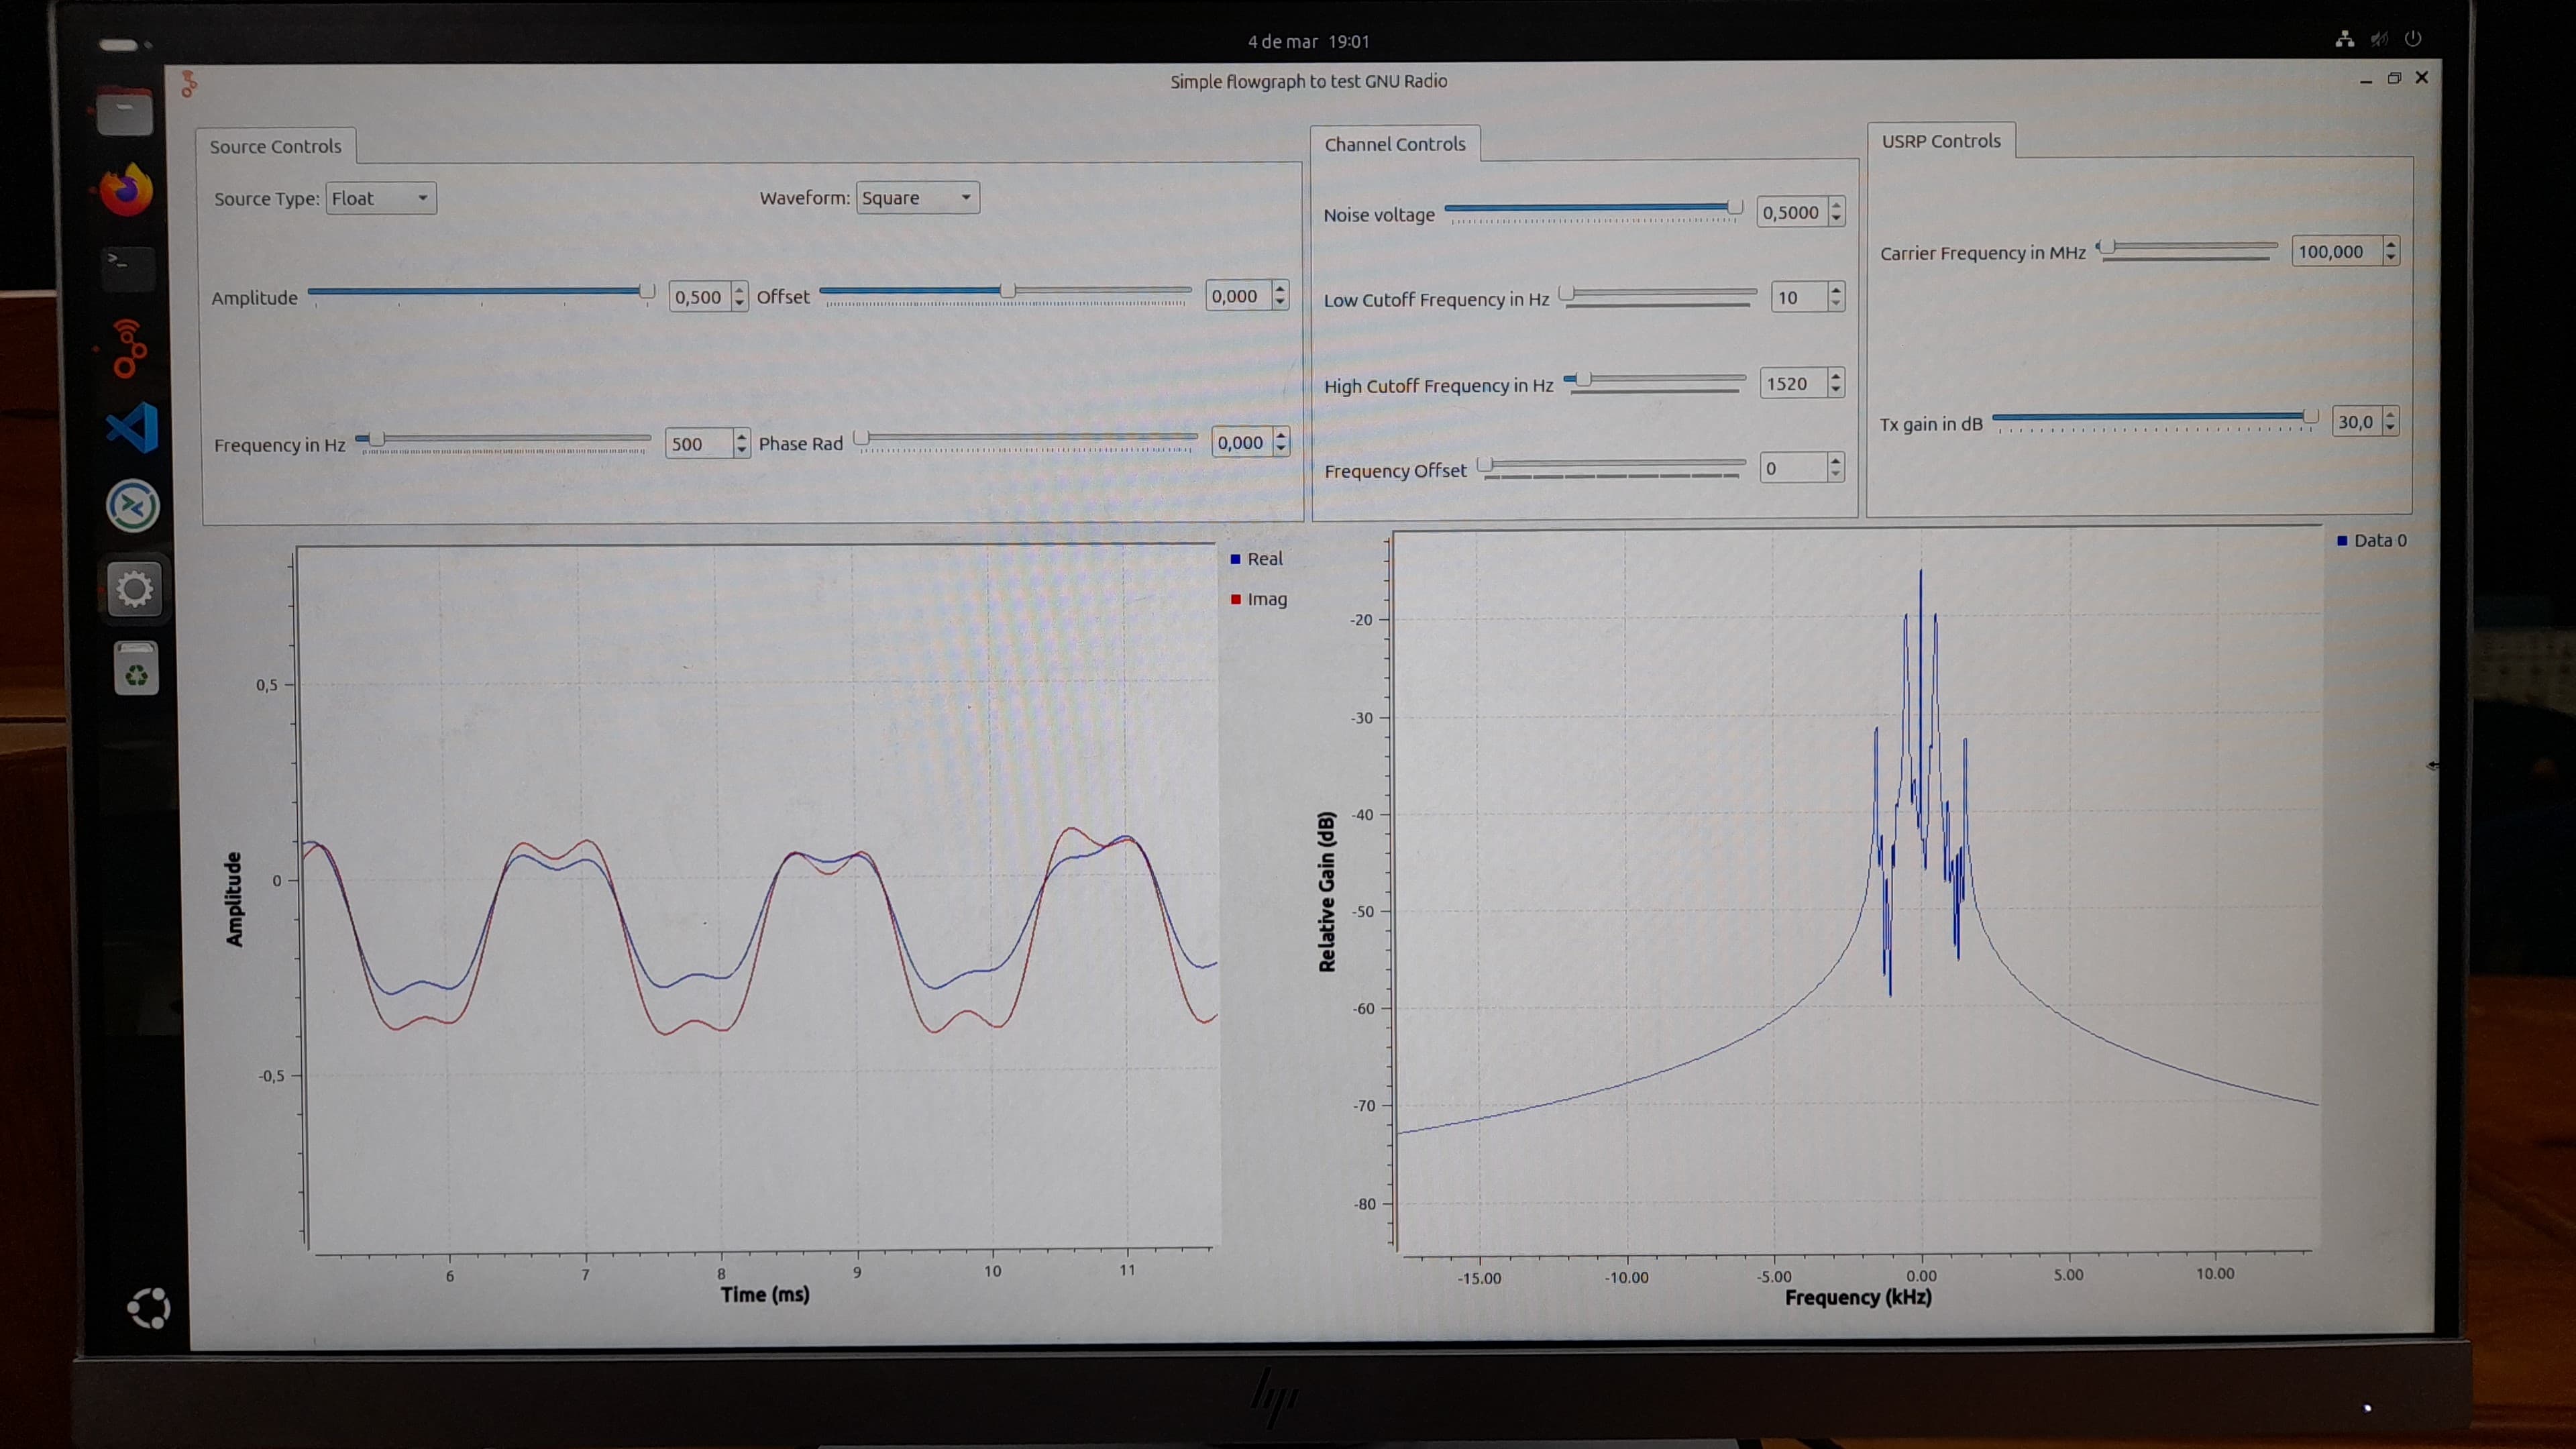 4 de mar 19:01
Simple flowgraph to test GNU Radio
Source Controls
Source Type: Float
Waveform: Square
Amplitude 0,500
Offset 0,000
Frequency in Hz 500
Phase Rad 0,000
Channel Controls
Noise voltage 0,5000
Low Cutoff Frequency in Hz 10
High Cutoff Frequency in Hz 1520
Frequency Offset 0
USRP Controls
Carrier Frequency in MHz 100,000
Tx gain in dB 30,0
Real
Imag
0,5
0
-0,5
Amplitude
6 7 8 9 10 11
Time (ms)
Data 0
-20
-30
-40
-50
-60
-70
-80
Relative Gain (dB)
-15.00 -10.00 -5.00 0.00 5.00 10.00
Frequency (kHz)
hp